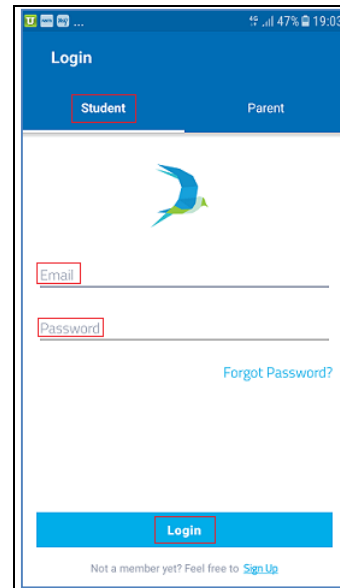 ... 47% 19:03
Login
Student Parent
Email
Password
Forgot Password?
Login
Not a member yet? Feel free to Sign Up